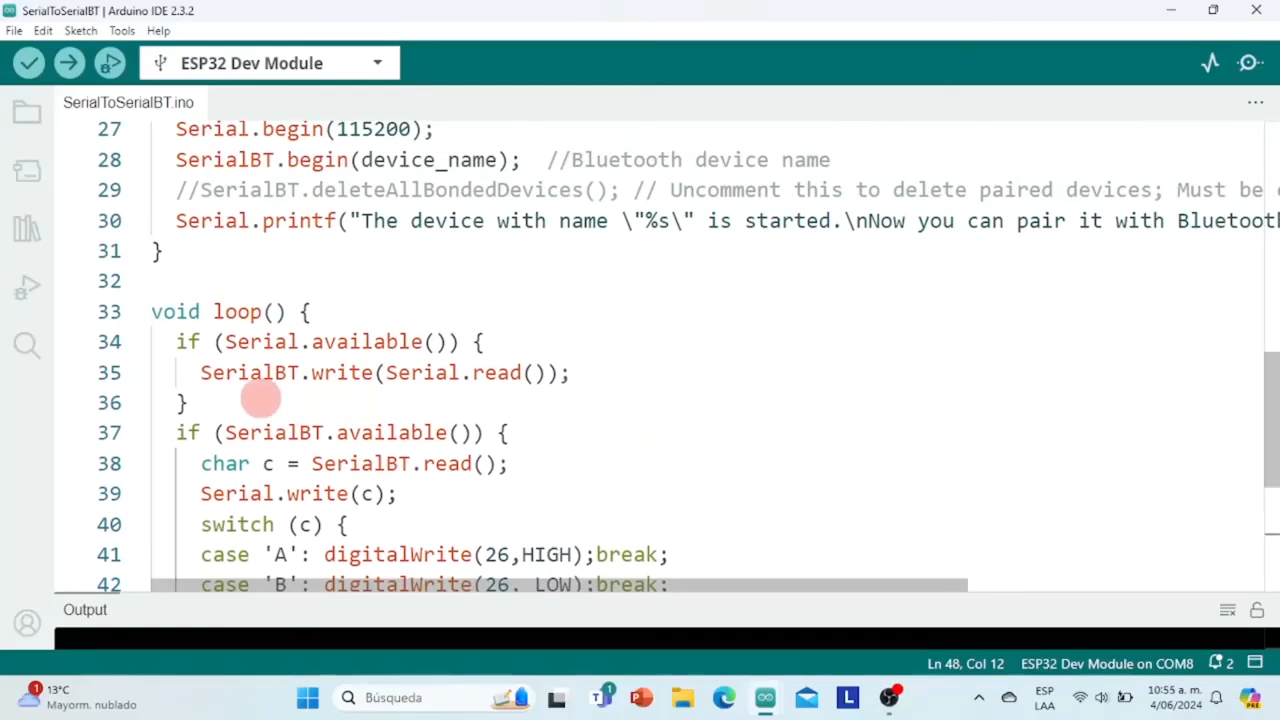 SerialToSerialBT | Arduino IDE 2.3.2
File Edit Sketch Tools Help
ESP32 Dev Module
SerialToSerialBT.ino
27 Serial.begin(115200);
28 SerialBT.begin(device_name);  //Bluetooth device name
29 //SerialBT.deleteAllBondedDevices(); // Uncomment this to delete paired devices; Must be
30 Serial.printf("The device with name \"%s\" is started.\nNow you can pair it with Bluetooth
31 }
32
33 void loop() {
34 if (Serial.available()) {
35 SerialBT.write(Serial.read());
36 }
37 if (SerialBT.available()) {
38 char c = SerialBT.read();
39 Serial.write(c);
40 switch (c) {
41 case 'A': digitalWrite(26,HIGH);break;
42 case 'B': digitalWrite(26, LOW);break;
Output
Ln 48, Col 12 ESP32 Dev Module on COM8 2
1 13°C
Mayorm. nublado
Búsqueda
1
ESP
LAA
10:55 a. m.
4/06/2024
PRE